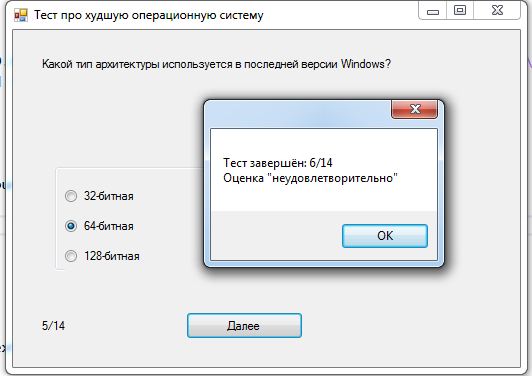 Тест про худшую операционную систему
Какой тип архитектуры используется в последней версии Windows?
Тест завершён: 6/14
Оценка "неудовлетворительно"
32-битная
64-битная
OK
128-битная
5/14
Далее